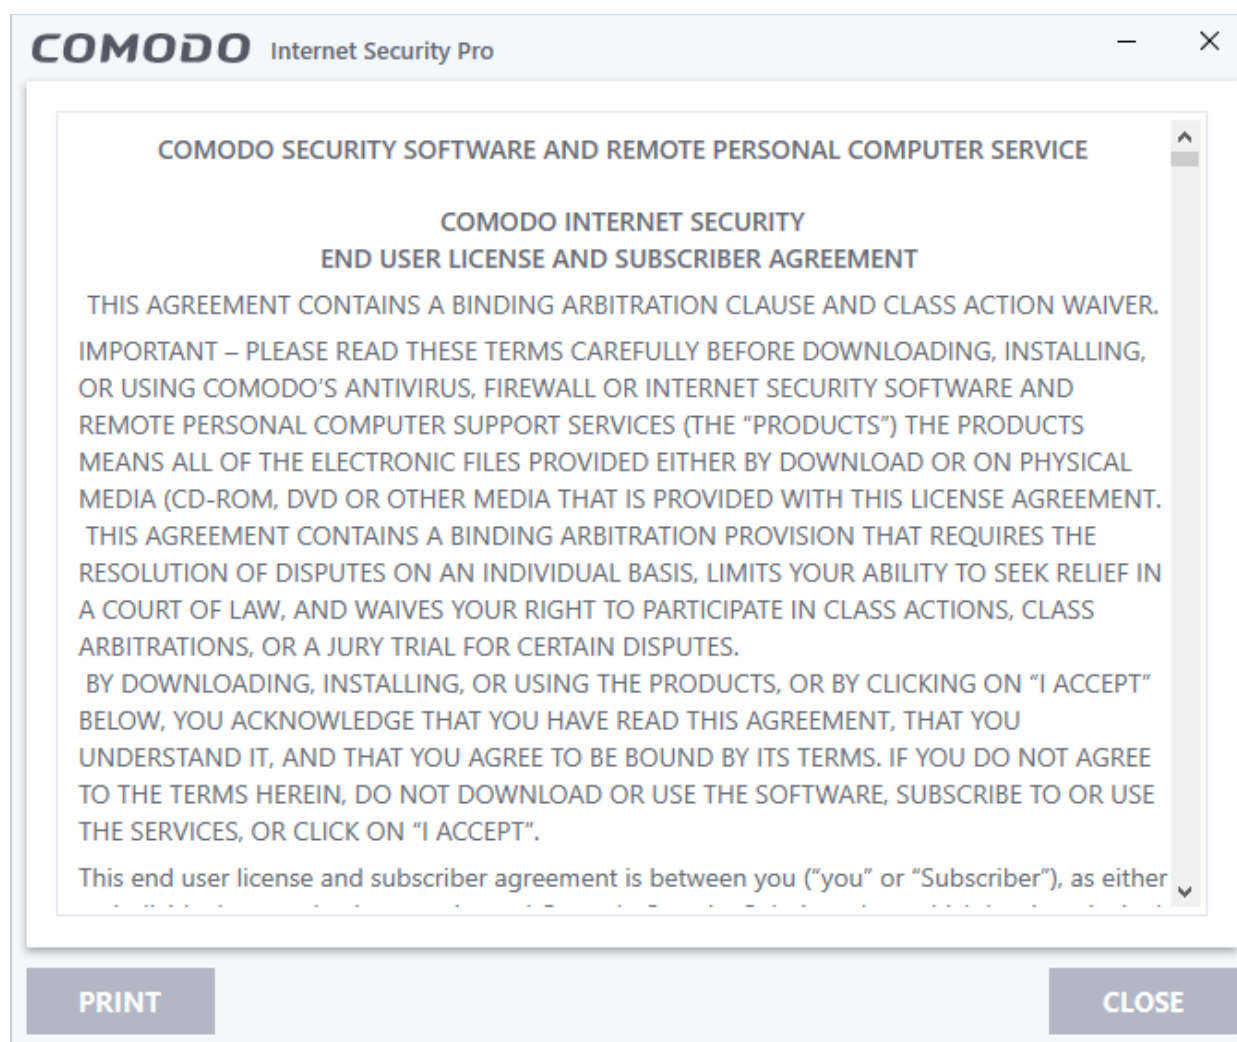 COMODO Internet Security Pro
COMODO SECURITY SOFTWARE AND REMOTE PERSONAL COMPUTER SERVICE
COMODO INTERNET SECURITY
END USER LICENSE AND SUBSCRIBER AGREEMENT
THIS AGREEMENT CONTAINS A BINDING ARBITRATION CLAUSE AND CLASS ACTION WAIVER.
IMPORTANT – PLEASE READ THESE TERMS CAREFULLY BEFORE DOWNLOADING, INSTALLING,
OR USING COMODO’S ANTIVIRUS, FIREWALL OR INTERNET SECURITY SOFTWARE AND
REMOTE PERSONAL COMPUTER SUPPORT SERVICES (THE “PRODUCTS”) THE PRODUCTS
MEANS ALL OF THE ELECTRONIC FILES PROVIDED EITHER BY DOWNLOAD OR ON PHYSICAL
MEDIA (CD-ROM, DVD OR OTHER MEDIA THAT IS PROVIDED WITH THIS LICENSE AGREEMENT.
THIS AGREEMENT CONTAINS A BINDING ARBITRATION PROVISION THAT REQUIRES THE
RESOLUTION OF DISPUTES ON AN INDIVIDUAL BASIS, LIMITS YOUR ABILITY TO SEEK RELIEF IN
A COURT OF LAW, AND WAIVES YOUR RIGHT TO PARTICIPATE IN CLASS ACTIONS, CLASS
ARBITRATIONS, OR A JURY TRIAL FOR CERTAIN DISPUTES.
BY DOWNLOADING, INSTALLING, OR USING THE PRODUCTS, OR BY CLICKING ON “I ACCEPT”
BELOW, YOU ACKNOWLEDGE THAT YOU HAVE READ THIS AGREEMENT, THAT YOU
UNDERSTAND IT, AND THAT YOU AGREE TO BE BOUND BY ITS TERMS. IF YOU DO NOT AGREE
TO THE TERMS HEREIN, DO NOT DOWNLOAD OR USE THE SOFTWARE, SUBSCRIBE TO OR USE
THE SERVICES, OR CLICK ON “I ACCEPT”.
This end user license and subscriber agreement is between you (“you” or “Subscriber”), as either
PRINT
CLOSE